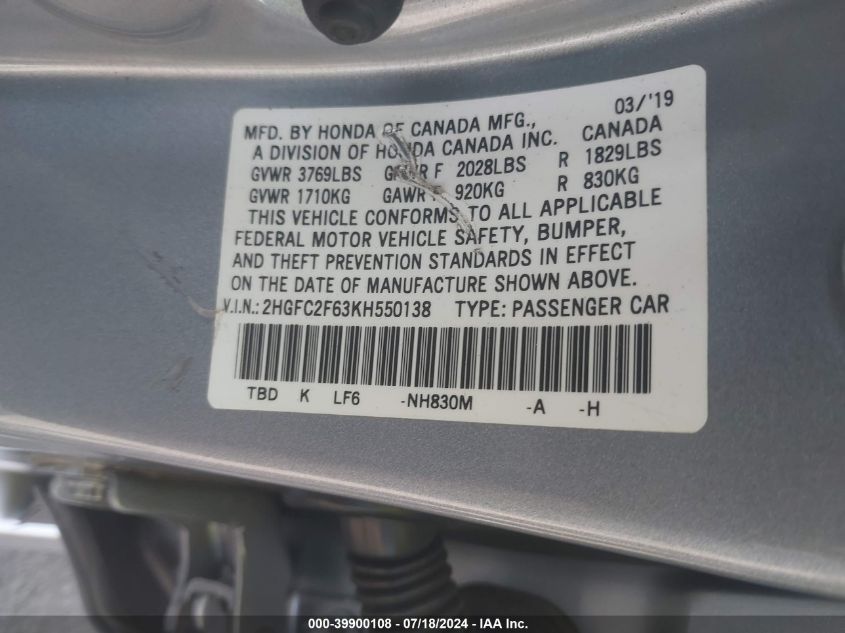 03/'19
MFD. BY HONDA OF CANADA MFG.,
A DIVISION OF HONDA CANADA INC. CANADA
GVWR 3769LBS GAWR F 2028LBS R 1829LBS
GVWR 1710KG GAWR F 920KG R 830KG
THIS VEHICLE CONFORMS TO ALL APPLICABLE
FEDERAL MOTOR VEHICLE SAFETY, BUMPER,
AND THEFT PREVENTION STANDARDS IN EFFECT
ON THE DATE OF MANUFACTURE SHOWN ABOVE.
V.I.N.: 2HGFC2F63KH550138 TYPE: PASSENGER CAR
TBD K LF6 -NH830M -A -H
000-39900108 - 07/18/2024 - IAA Inc.